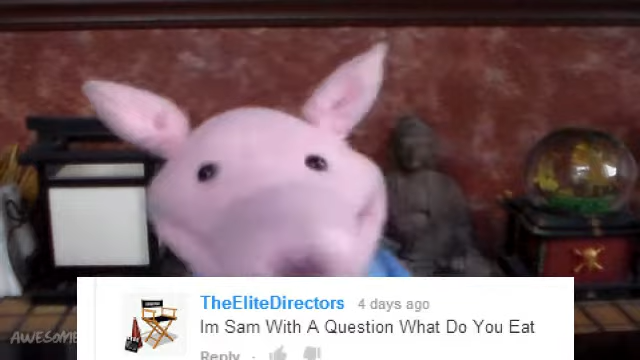 TheEliteDirectors 4 days ago
Im Sam With A Question What Do You Eat
Reply ·
AWESOME